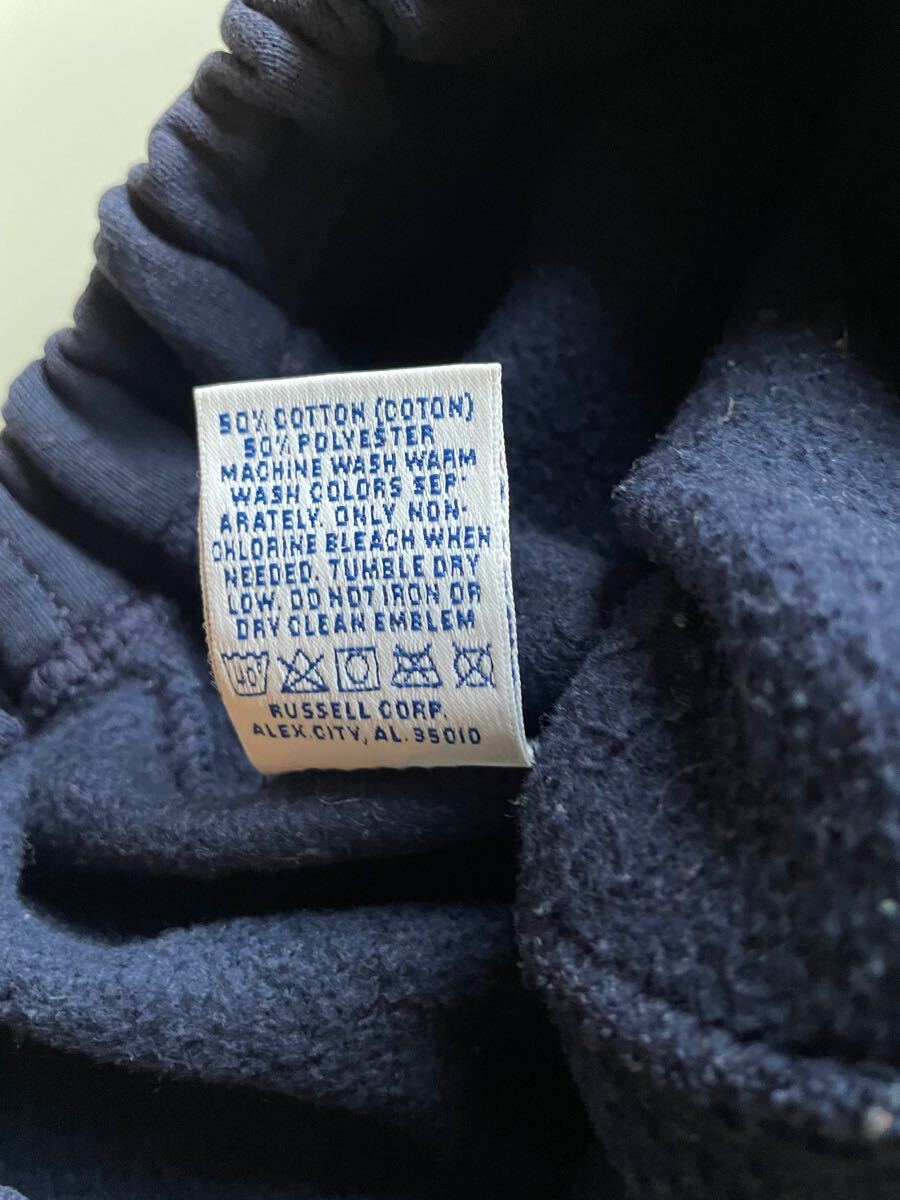 50% COTTON (COTON)
50% POLYESTER
MACHINE WASH WARM
WASH COLORS SEP-
ARATELY. ONLY NON-
CHLORINE BLEACH WHEN
NEEDED. TUMBLE DRY
LOW. DO NOT IRON OR
DRY CLEAN EMBLEM
40°
RUSSELL CORP.
ALEX.CITY, AL. 35010